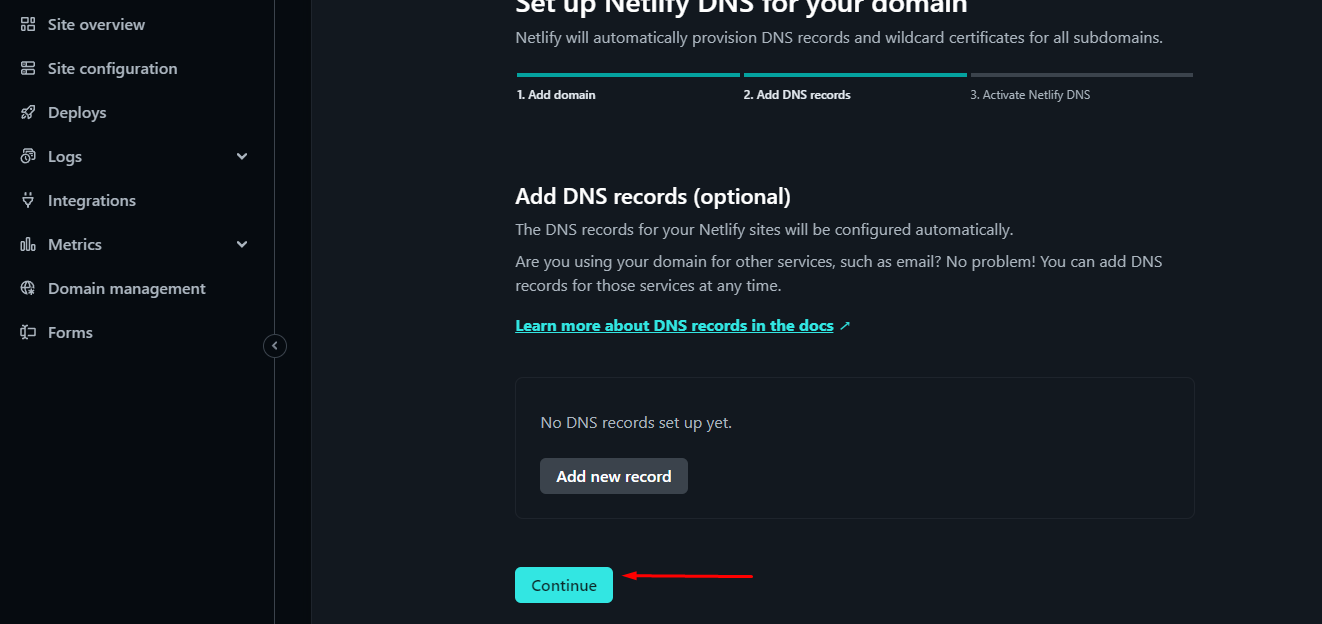 Site overview
Site configuration
Deploys
Logs
Integrations
Metrics
Domain management
Forms
Set up Netlify DNS for your domain
Netlify will automatically provision DNS records and wildcard certificates for all subdomains.
1. Add domain
2. Add DNS records
3. Activate Netlify DNS
Add DNS records (optional)
The DNS records for your Netlify sites will be configured automatically.
Are you using your domain for other services, such as email? No problem! You can add DNS
records for those services at any time.
Learn more about DNS records in the docs ↗
No DNS records set up yet.
Add new record
Continue